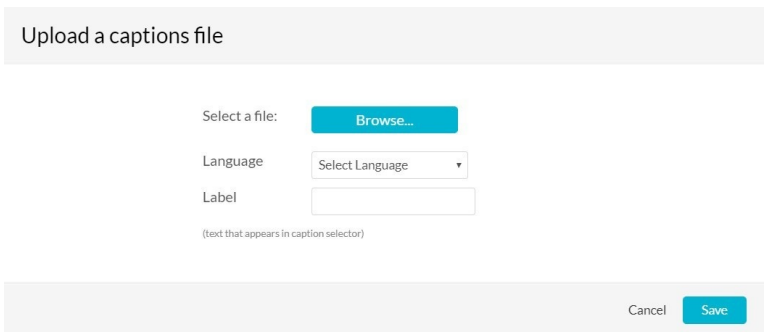 Upload a captions file
Select a file: Browse...
Language Select Language
Label
(text that appears in caption selector)
Cancel Save